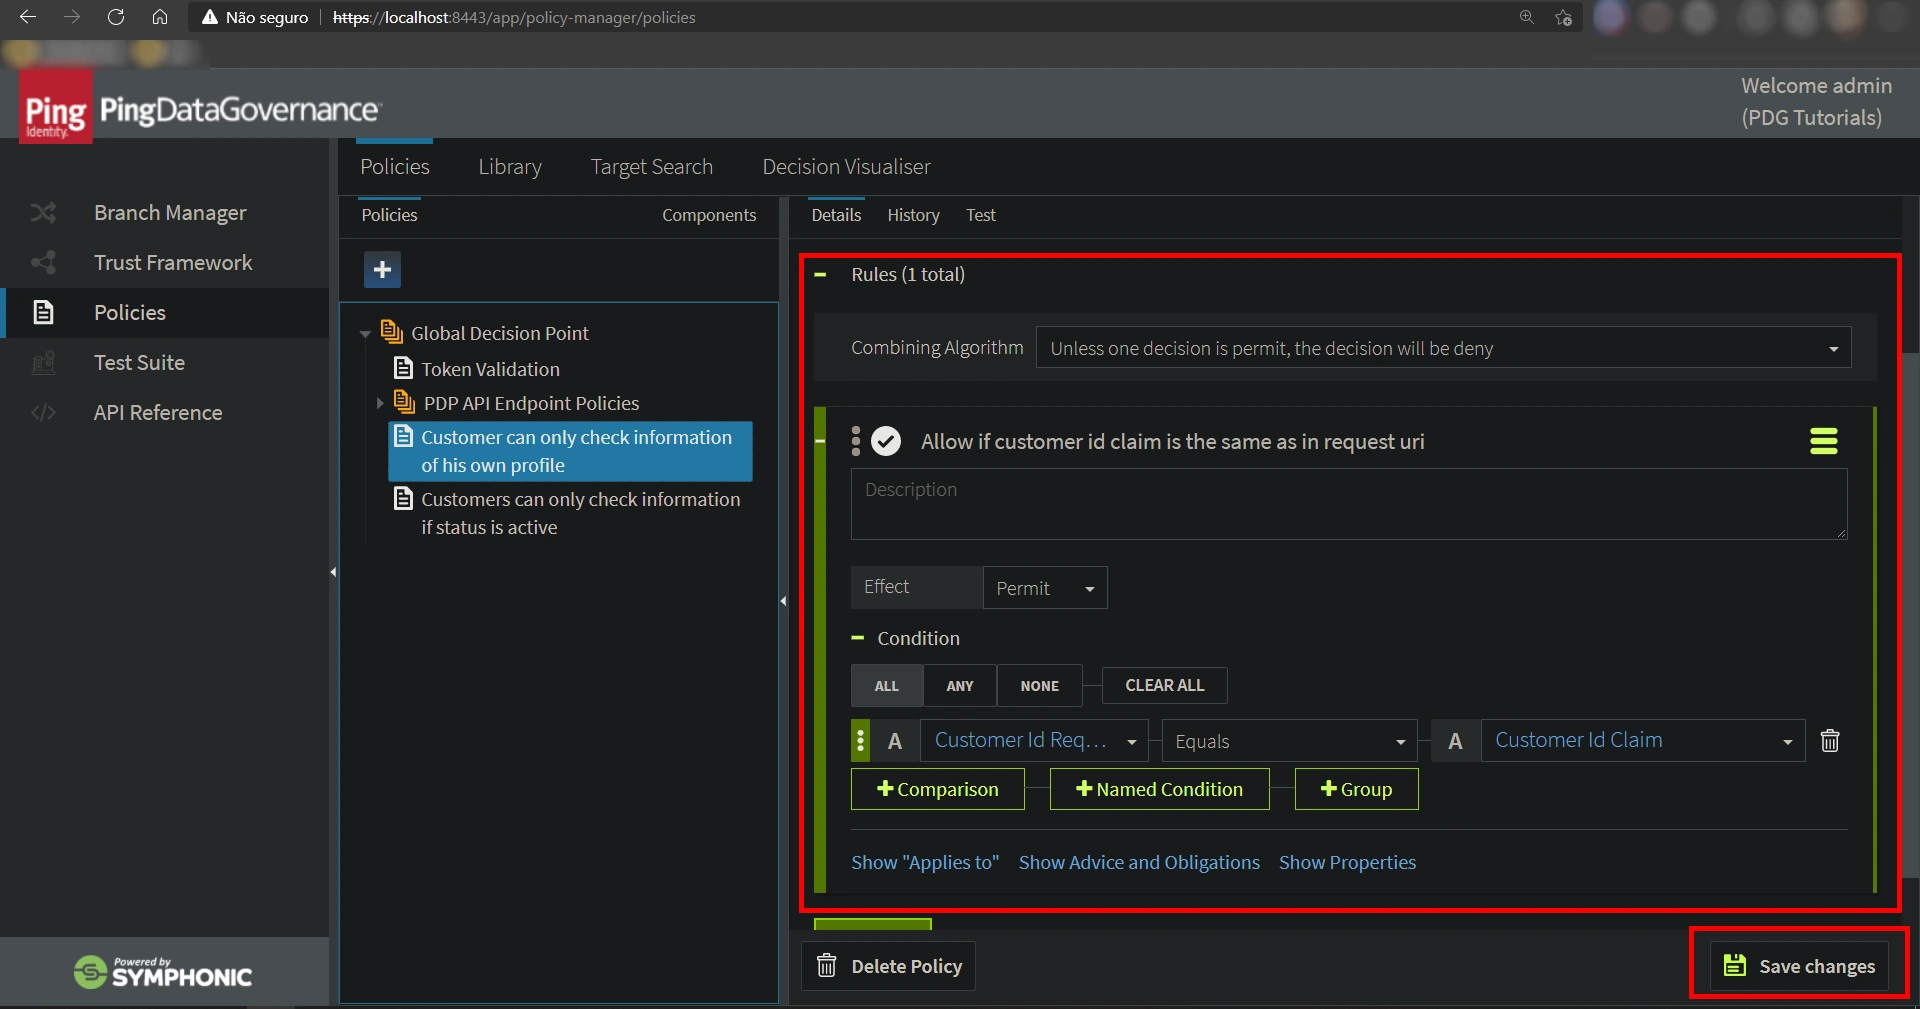 Não seguro
https://localhost:8443/app/policy-manager/policies
Ping
Identity.
PingDataGovernance
Welcome admin
(PDG Tutorials)
Branch Manager
Trust Framework
Policies
Test Suite
API Reference
Powered by
SYMPHONIC
Policies Library Target Search Decision Visualiser
Policies Components
Global Decision Point
Token Validation
PDP API Endpoint Policies
Customer can only check information
of his own profile
Customers can only check information
if status is active
Details History Test
Rules (1 total)
Combining Algorithm Unless one decision is permit, the decision will be deny
Allow if customer id claim is the same as in request uri
Description
Effect Permit
Condition
ALL ANY NONE CLEAR ALL
A Customer Id Req... Equals A Customer Id Claim
+ Comparison + Named Condition + Group
Show "Applies to" Show Advice and Obligations Show Properties
Delete Policy Save changes